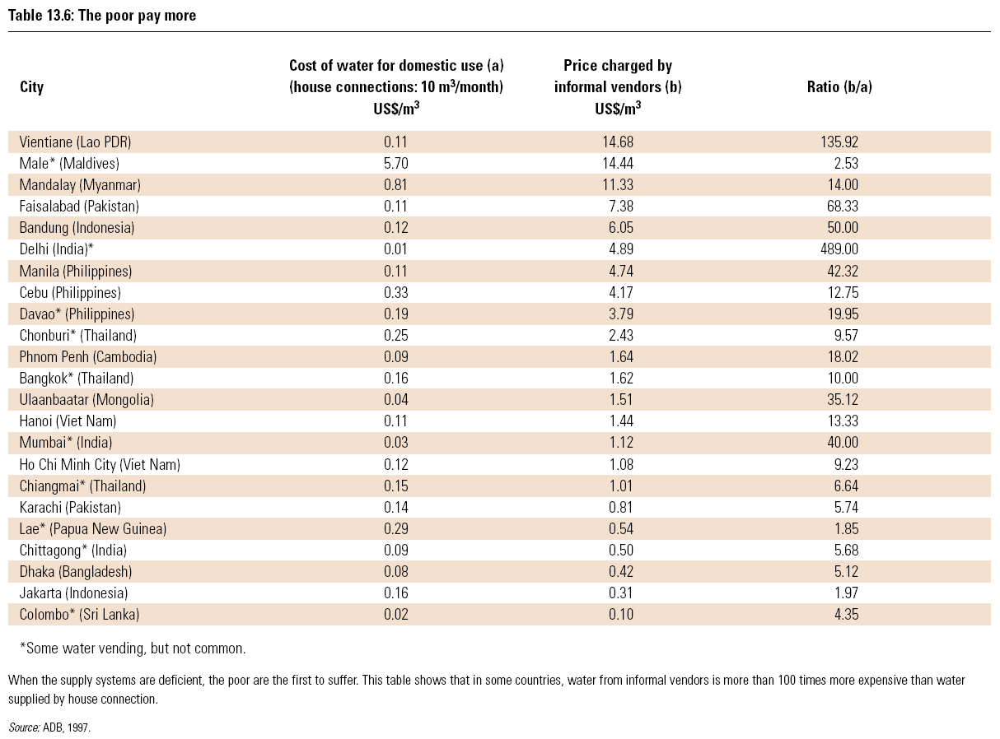 Table 13.6: The poor pay more
City
Cost of water for domestic use (a)
(house connections: 10 m³/month)
US$/m³
Price charged by
informal vendors (b)
US$/m³
Ratio (b/a)
Vientiane (Lao PDR) 0.11 14.68 135.92
Male* (Maldives) 5.70 14.44 2.53
Mandalay (Myanmar) 0.81 11.33 14.00
Faisalabad (Pakistan) 0.11 7.38 68.33
Bandung (Indonesia) 0.12 6.05 50.00
Delhi (India)* 0.01 4.89 489.00
Manila (Philippines) 0.11 4.74 42.32
Cebu (Philippines) 0.33 4.17 12.75
Davao* (Philippines) 0.19 3.79 19.95
Chonburi* (Thailand) 0.25 2.43 9.57
Phnom Penh (Cambodia) 0.09 1.64 18.02
Bangkok* (Thailand) 0.16 1.62 10.00
Ulaanbaatar (Mongolia) 0.04 1.51 35.12
Hanoi (Viet Nam) 0.11 1.44 13.33
Mumbai* (India) 0.03 1.12 40.00
Ho Chi Minh City (Viet Nam) 0.12 1.08 9.23
Chiangmai* (Thailand) 0.15 1.01 6.64
Karachi (Pakistan) 0.14 0.81 5.74
Lae* (Papua New Guinea) 0.29 0.54 1.85
Chittagong* (India) 0.09 0.50 5.68
Dhaka (Bangladesh) 0.08 0.42 5.12
Jakarta (Indonesia) 0.16 0.31 1.97
Colombo* (Sri Lanka) 0.02 0.10 4.35
*Some water vending, but not common.
When the supply systems are deficient, the poor are the first to suffer. This table shows that in some countries, water from informal vendors is more than 100 times more expensive than water
supplied by house connection.
Source: ADB, 1997.